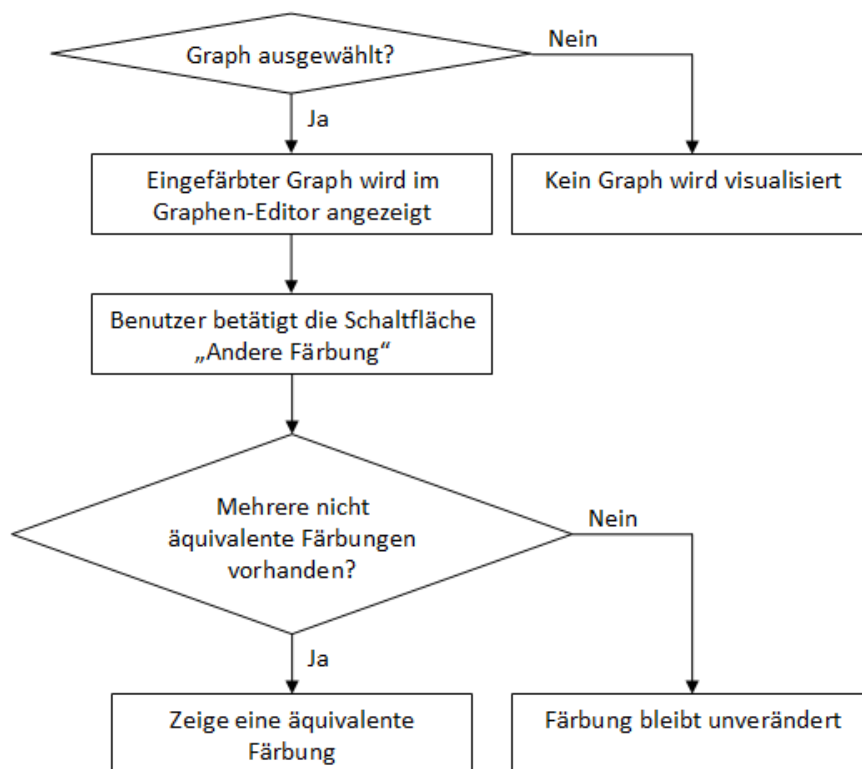 Graph ausgewählt?
Nein
Ja
Eingefärbter Graph wird im
Graphen-Editor angezeigt
Kein Graph wird visualisiert
Benutzer betätigt die Schaltfläche
„Andere Färbung“
Mehrere nicht
äquivalente Färbungen
vorhanden?
Nein
Ja
Zeige eine äquivalente
Färbung
Färbung bleibt unverändert